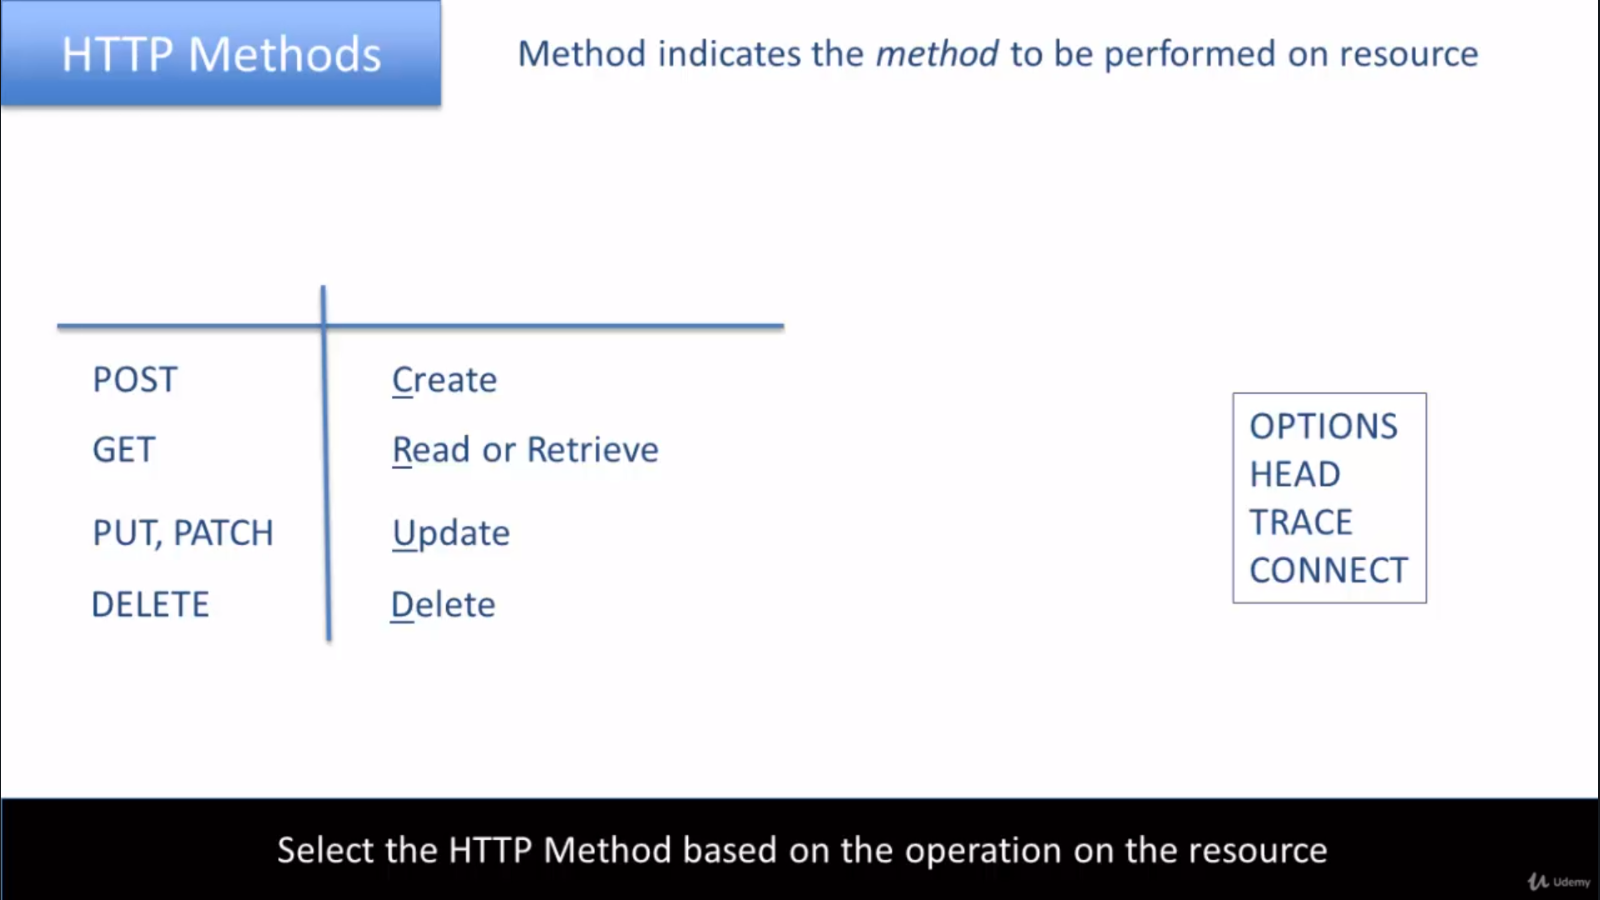 HTTP Methods
Method indicates the method to be performed on resource
POST Create
GET Read or Retrieve
PUT, PATCH Update
DELETE Delete
OPTIONS
HEAD
TRACE
CONNECT
Select the HTTP Method based on the operation on the resource
Udemy